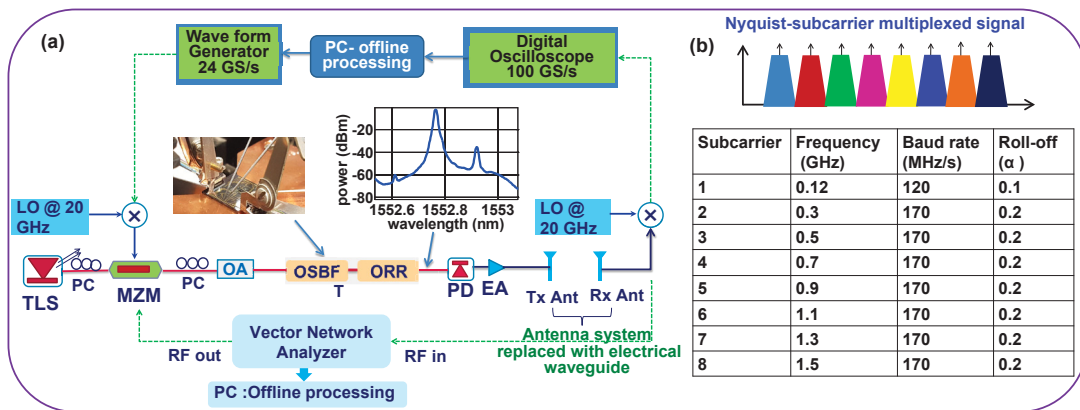 (a)
Wave form
Generator
24 GS/s
PC- offline
processing
Digital
Oscilloscope
100 GS/s
power (dBm)
-20
-40
-60
-80
1552.6 1552.8 1553
wavelength (nm)
LO @ 20
GHz
LO @
20 GHz
TLS
PC
MZM
PC
OA
OSBF
ORR
T
PD
EA
Tx Ant
Rx Ant
Antenna system
replaced with electrical
waveguide
RF out
Vector Network
Analyzer
RF in
PC :Offline processing
(b)
Nyquist-subcarrier multiplexed signal
Subcarrier Frequency (GHz) Baud rate (MHz/s) Roll-off (α )
1 0.12 120 0.1
2 0.3 170 0.2
3 0.5 170 0.2
4 0.7 170 0.2
5 0.9 170 0.2
6 1.1 170 0.2
7 1.3 170 0.2
8 1.5 170 0.2